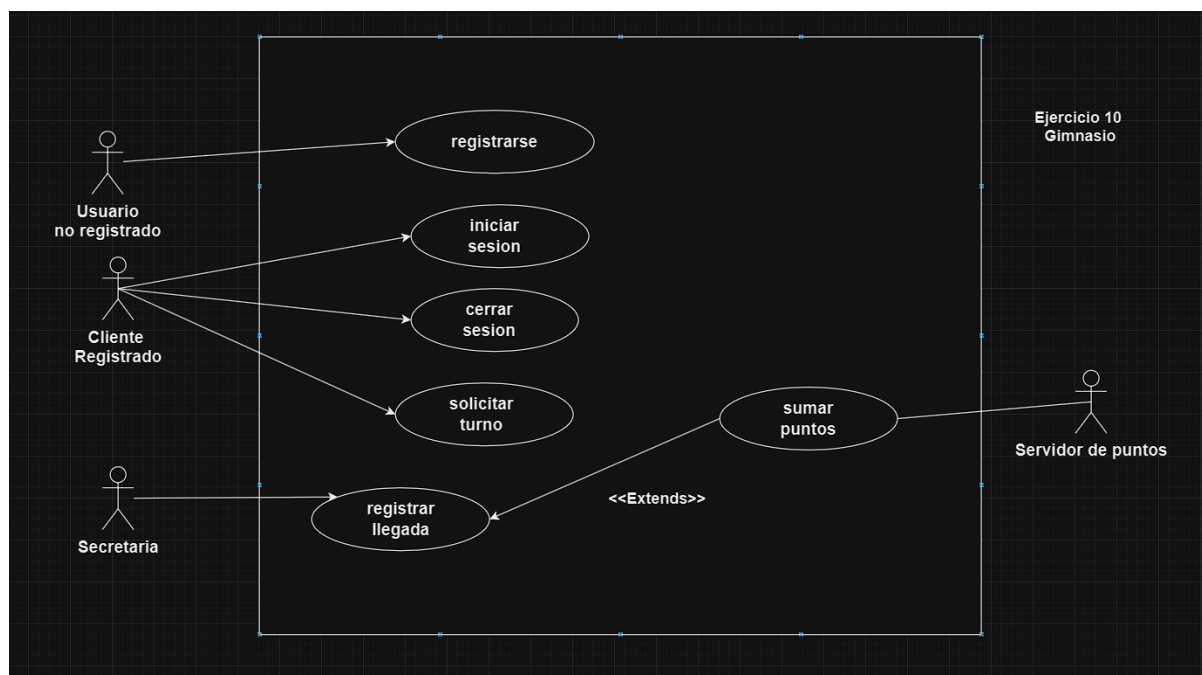 Ejercicio 10
Gimnasio
registrarse
Usuario
no registrado
iniciar
sesion
cerrar
sesion
Cliente
Registrado
solicitar
turno
sumar
puntos
Servidor de puntos
<<Extends>>
registrar
llegada
Secretaria